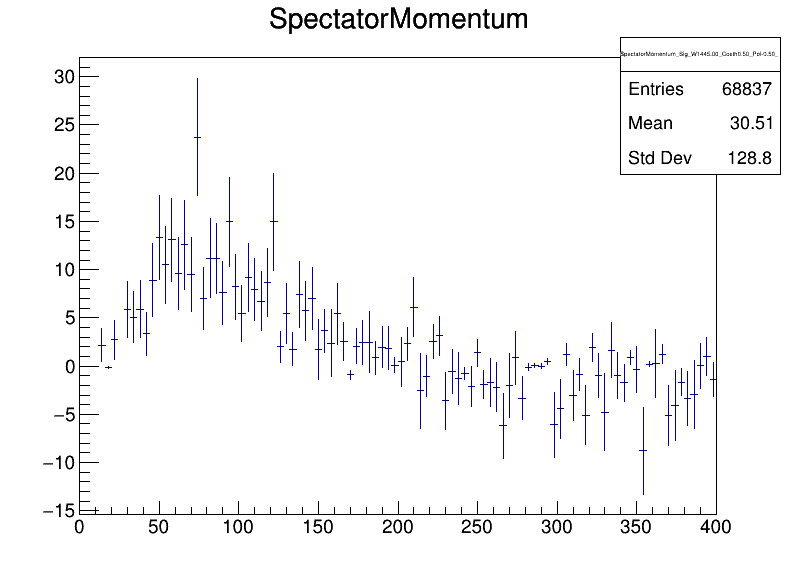 SpectatorMomentum
SpectatorMomentum_Sig_W1445.00_Costh0.50_Pol-0.50_
Entries 68837
Mean 30.51
Std Dev 128.8
30
25
20
15
10
5
0
−5
−10
−15
0 50 100 150 200 250 300 350 400